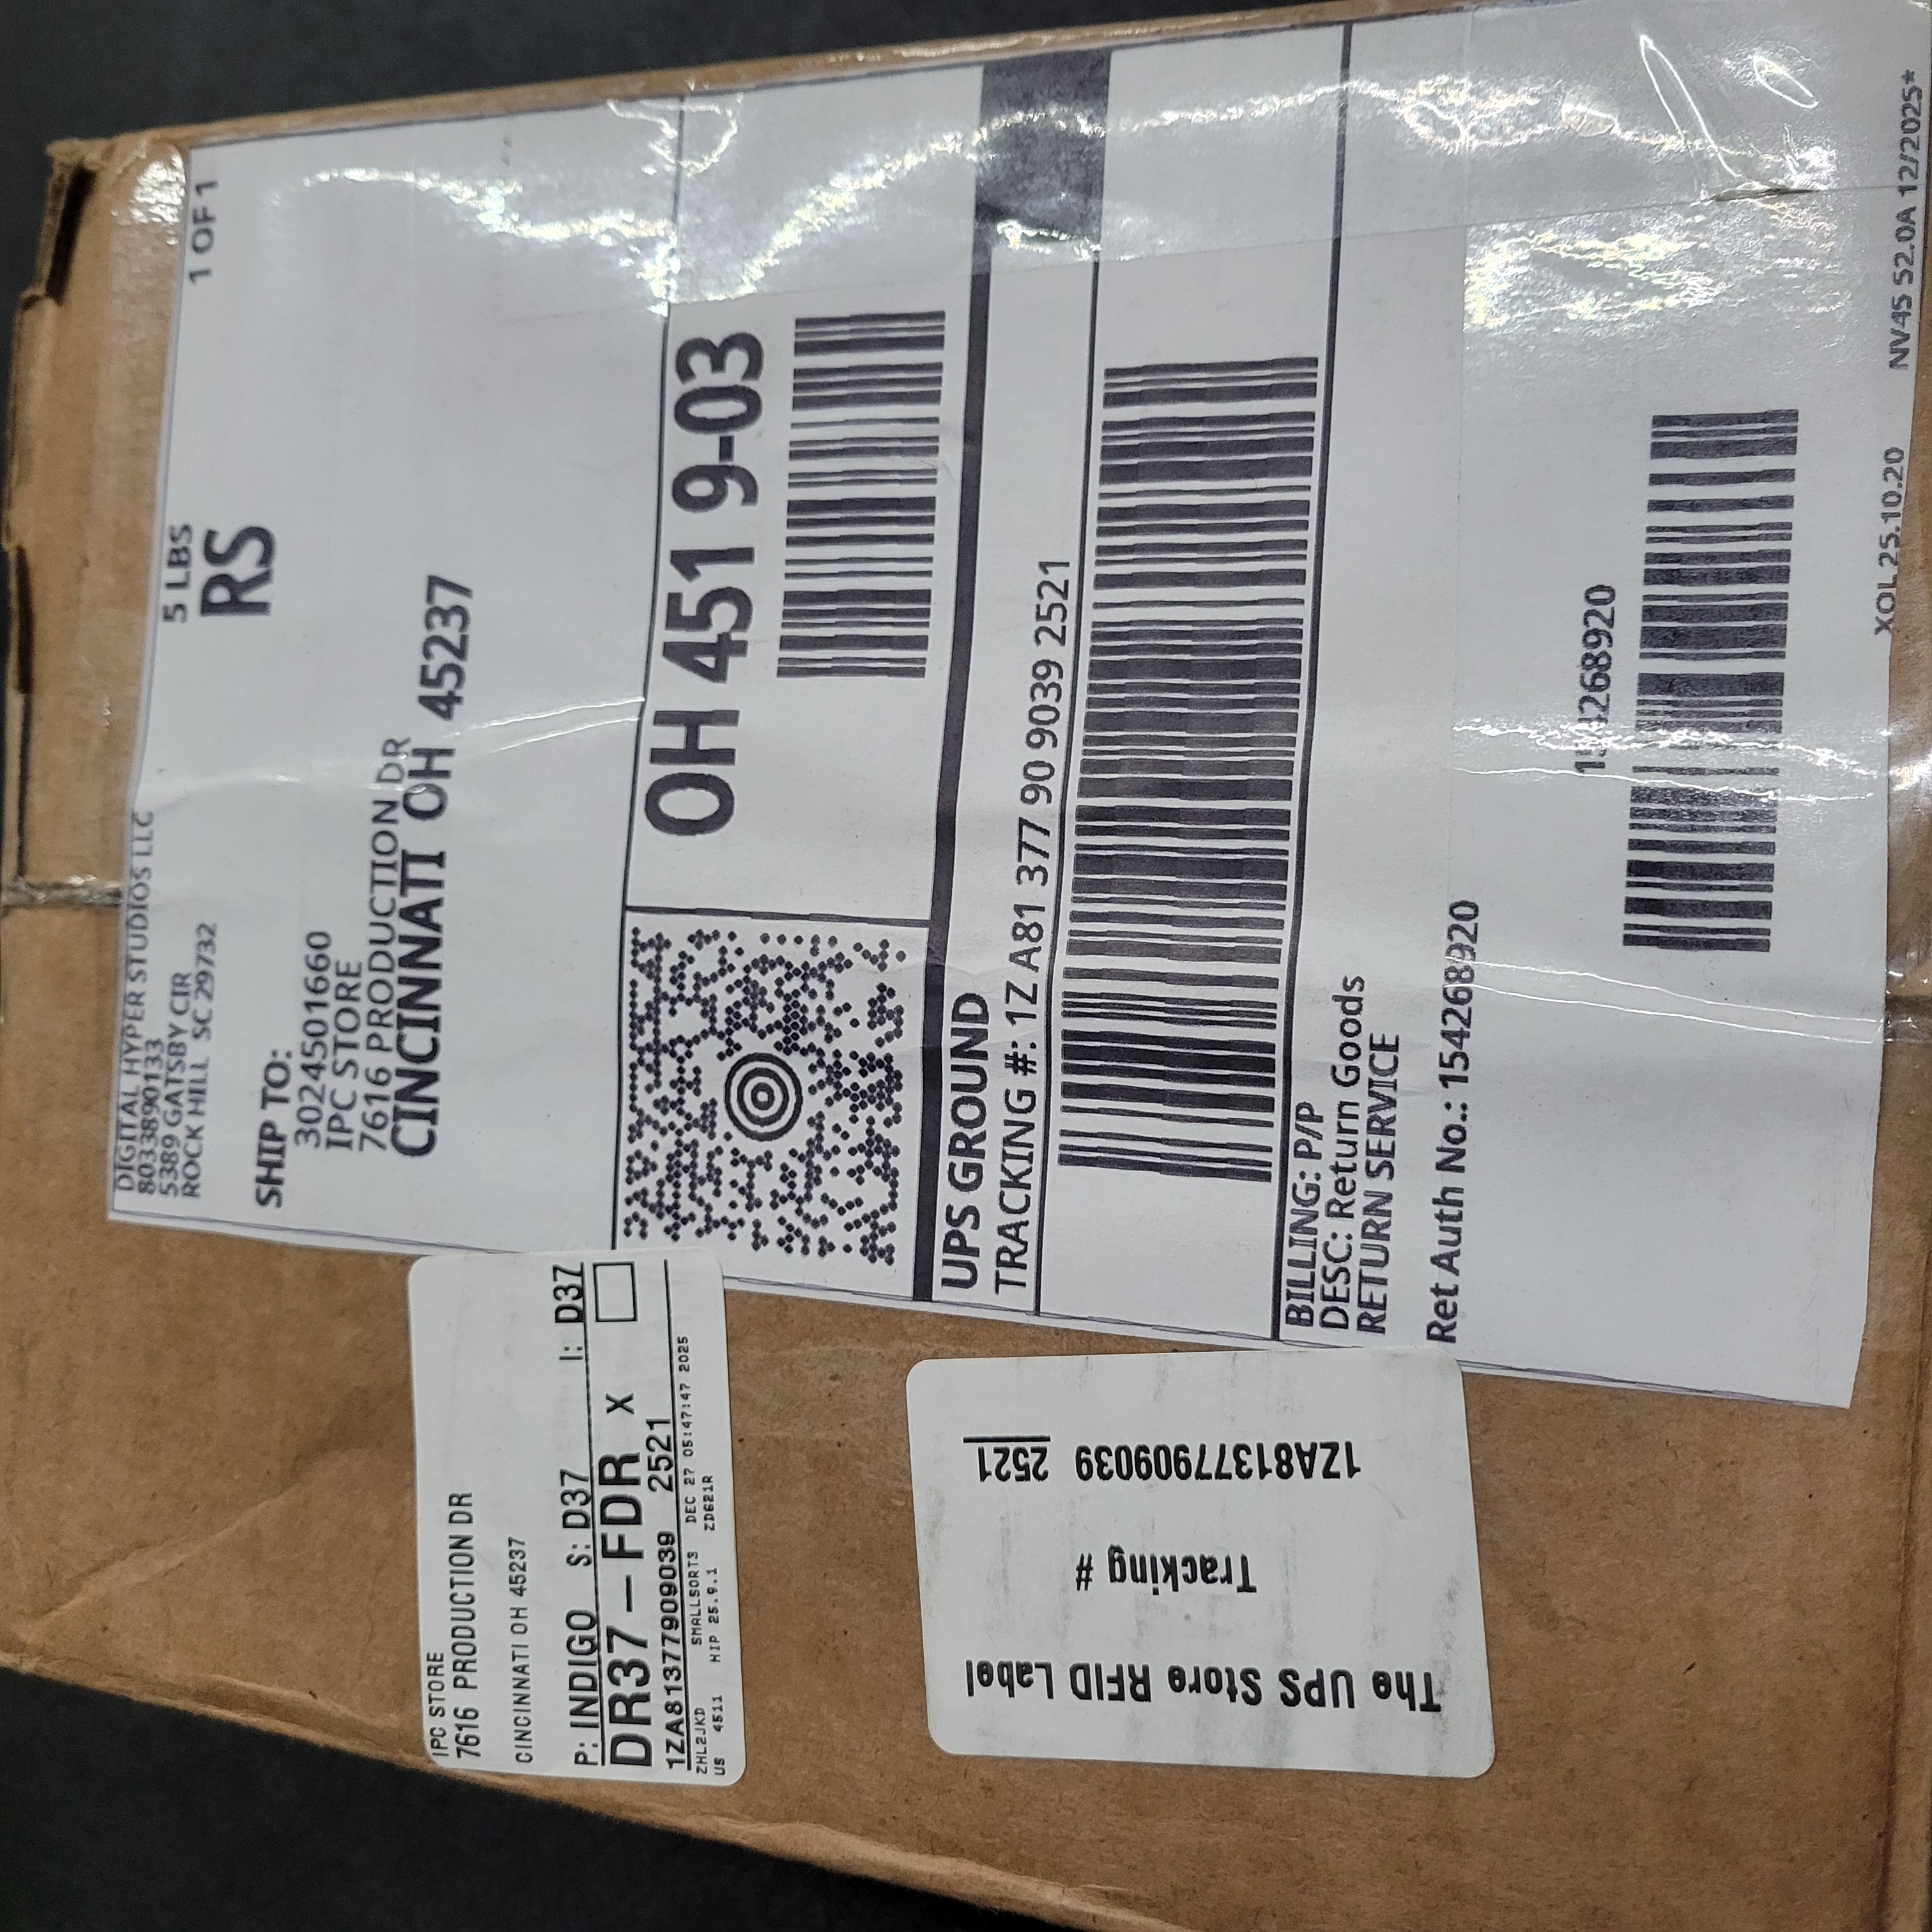 DIGITAL HYPER STUDIOS LLC
8033890133
5389 GATSBY CIR
ROCK HILL SC 29732
5 LBS
1 OF 1
RS
SHIP TO:
3024501660
IPC STORE
7616 PRODUCTION DR
CINCINNATI OH 45237
OH 451 9-03
UPS GROUND
TRACKING #: 1Z A81 377 90 9039 2521
BILLING: P/P
DESC: Return Goods
RETURN SERVICE
Ret Auth No.: 154268920
154268920
XOL 25.10.20 NV45 52.0A 12/2025*
IPC STORE
7616 PRODUCTION DR
CINCINNATI OH 45237
P: INDIGO S: D37 I: D37
DR37-FDR X
1ZA81377909039 2521
ZHL2JKD SMALLSORTS DEC 27 05:47:47 2025
US 4511 HIP 25.9.1 ZD621R
The UPS Store RFID Label
Tracking #
1ZA81377909039 2521